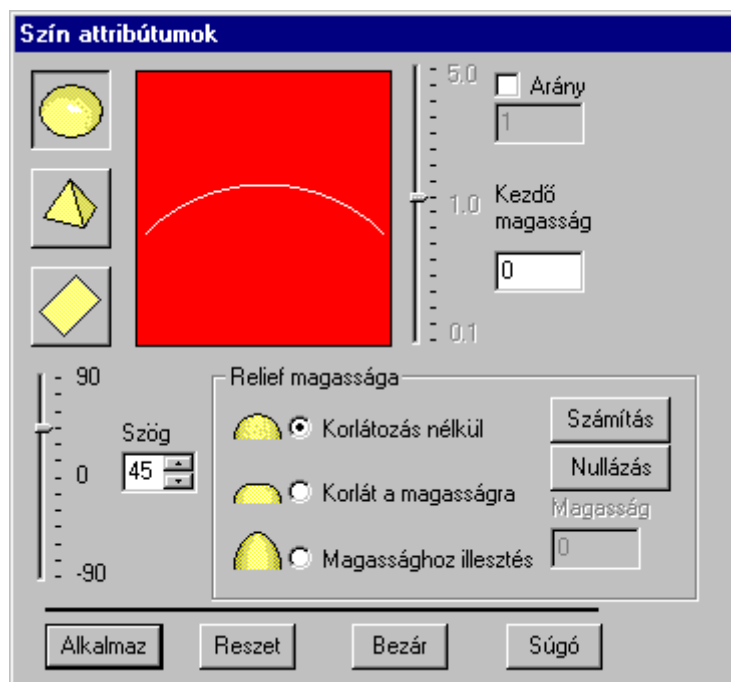 Szín attribútumok
5.0
Arány
1
1.0
Kezdő
magasság
0
0.1
90
Szög
45
0
-90
Relief magassága
Korlátozás nélkül
Számítás
Nullázás
Korlát a magasságra
Magasság
0
Magassághoz illesztés
Alkalmaz
Reszet
Bezár
Súgó